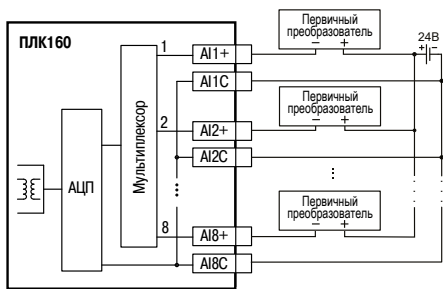 ПЛК160
АЦП
Мультиплексор
1
2
8
AI1+
AI1C
AI2+
AI2C
AI8+
AI8C
Первичный
преобразователь
− +
Первичный
преобразователь
− +
Первичный
преобразователь
− +
24В
+ −